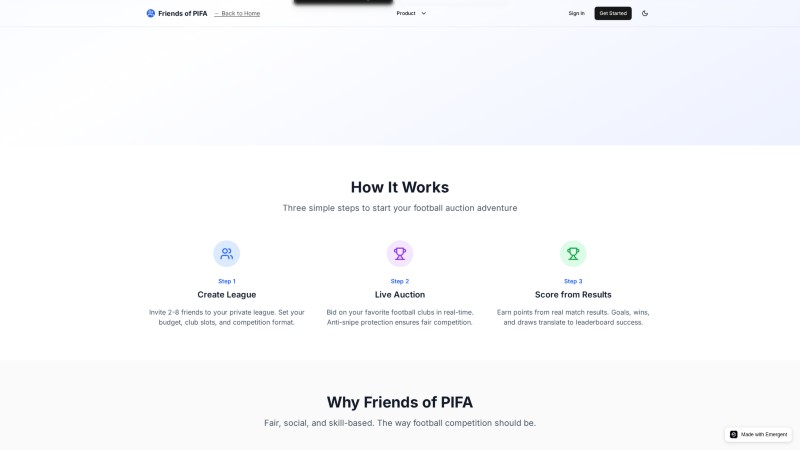 Friends of PIFA
← Back to Home
Product
Sign In
Get Started
How It Works
Three simple steps to start your football auction adventure
Step 1
Create League
Invite 2-8 friends to your private league. Set your
budget, club slots, and competition format.
Step 2
Live Auction
Bid on your favorite football clubs in real-time.
Anti-snipe protection ensures fair competition.
Step 3
Score from Results
Earn points from real match results. Goals, wins,
and draws translate to leaderboard success.
Why Friends of PIFA
Fair, social, and skill-based. The way football competition should be.
Made with Emergent